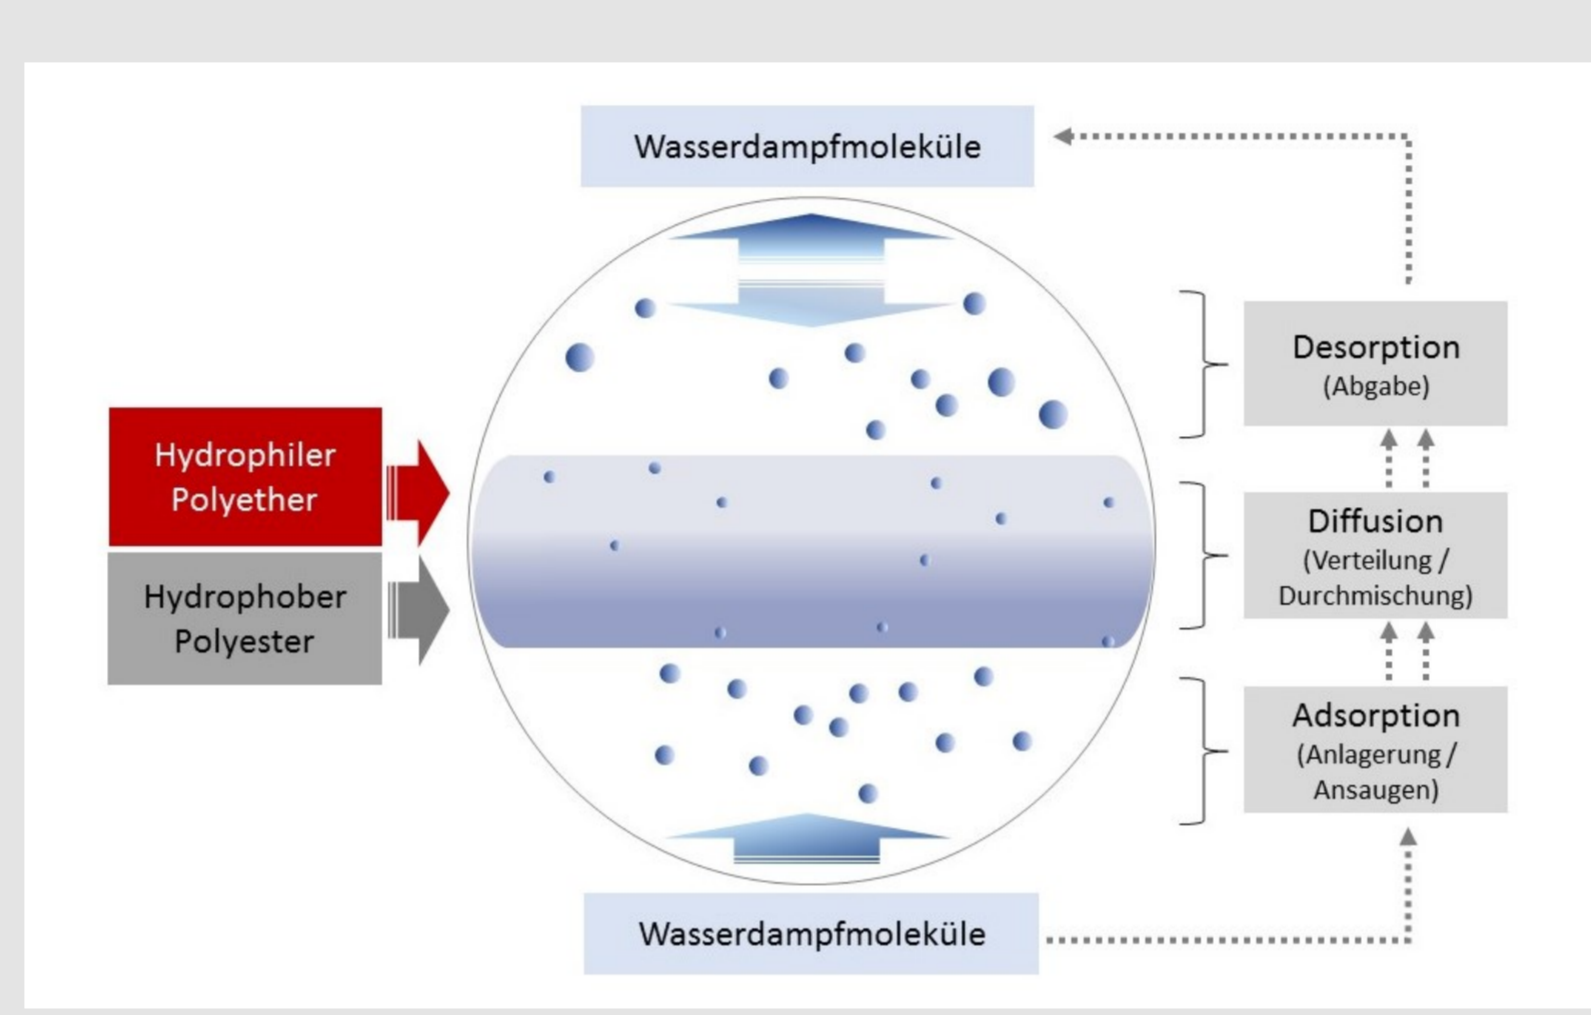 Wasserdampfmoleküle
Hydrophiler
Polyether
Hydrophober
Polyester
Desorption
(Abgabe)
Diffusion
(Verteilung /
Durchmischung)
Adsorption
(Anlagerung /
Ansaugen)
Wasserdampfmoleküle